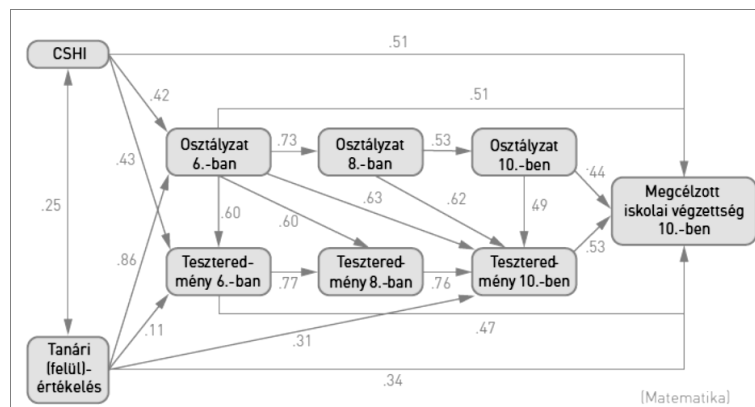 .51
CSHI
.42
.51
Osztályzat
6.-ban
.73
Osztályzat
8.-ban
.53
Osztályzat
10.-ben
.44
.43
.25
.60
.60
.63
.62
49
Megcélzott
iskolai végzettség
10.-ben
.86
Tesztered-
mény 6.-ban
.77
Tesztered-
mény 8.-ban
.76
Tesztered-
mény 10.-ben
.53
.11
.31
.47
Tanári
(felül)-
értékelés
.34
[Matematika]